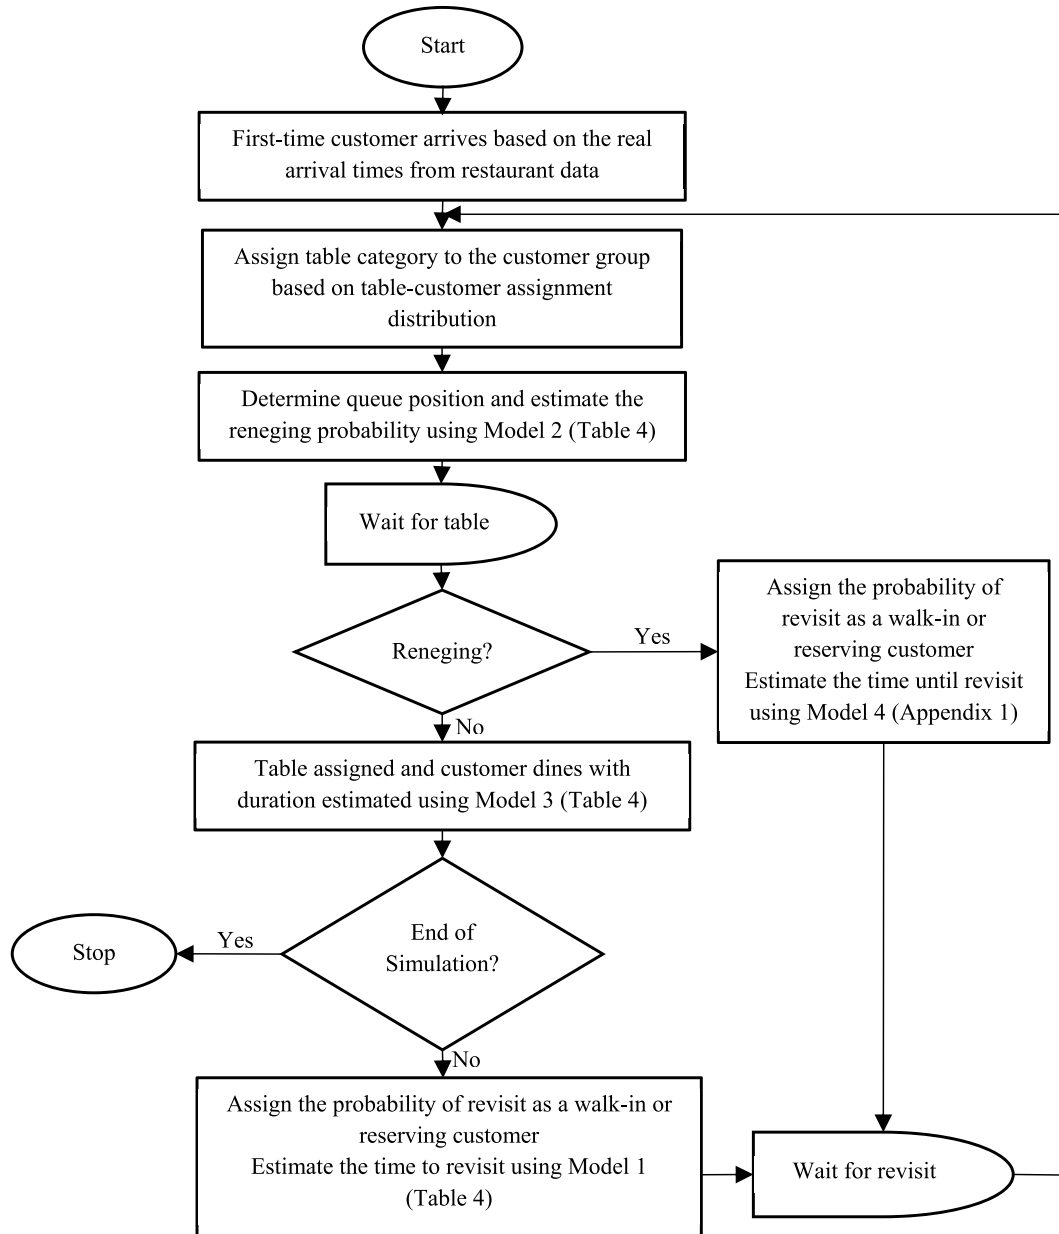 Start
First-time customer arrives based on the real
arrival times from restaurant data
Assign table category to the customer group
based on table-customer assignment
distribution
Determine queue position and estimate the
reneging probability using Model 2 (Table 4)
Wait for table
Reneging?
Yes
Assign the probability of
revisit as a walk-in or
reserving customer
Estimate the time until revisit
using Model 4 (Appendix 1)
No
Table assigned and customer dines with
duration estimated using Model 3 (Table 4)
End of
Simulation?
Yes
Stop
No
Assign the probability of revisit as a walk-in or
reserving customer
Estimate the time to revisit using Model 1
(Table 4)
Wait for revisit